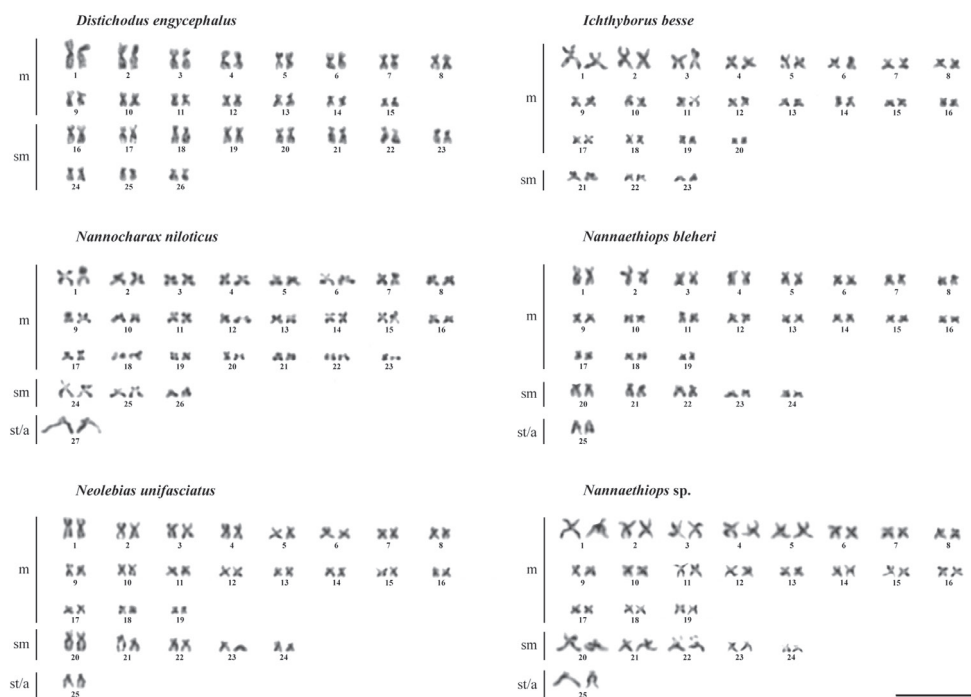 Distichodus engycephalus
m
1 2 3 4 5 6 7 8
9 10 11 12 13 14 15
sm
16 17 18 19 20 21 22 23
24 25 26
Ichthyborus besse
1 2 3 4 5 6 7 8
m
9 10 11 12 13 14 15 16
17 18 19 20
sm
21 22 23
Nannocharax niloticus
1 2 3 4 5 6 7 8
m
9 10 11 12 13 14 15 16
17 18 19 20 21 22 23
sm
24 25 26
st/a
27
Nannaethiops bleheri
1 2 3 4 5 6 7 8
m
9 10 11 12 13 14 15 16
17 18 19
sm
20 21 22 23 24
st/a
25
Neolebias unifasciatus
1 2 3 4 5 6 7 8
m
9 10 11 12 13 14 15 16
17 18 19
sm
20 21 22 23 24
st/a
25
Nannaethiops sp.
1 2 3 4 5 6 7 8
m
9 10 11 12 13 14 15 16
17 18 19
sm
20 21 22 23 24
st/a
25